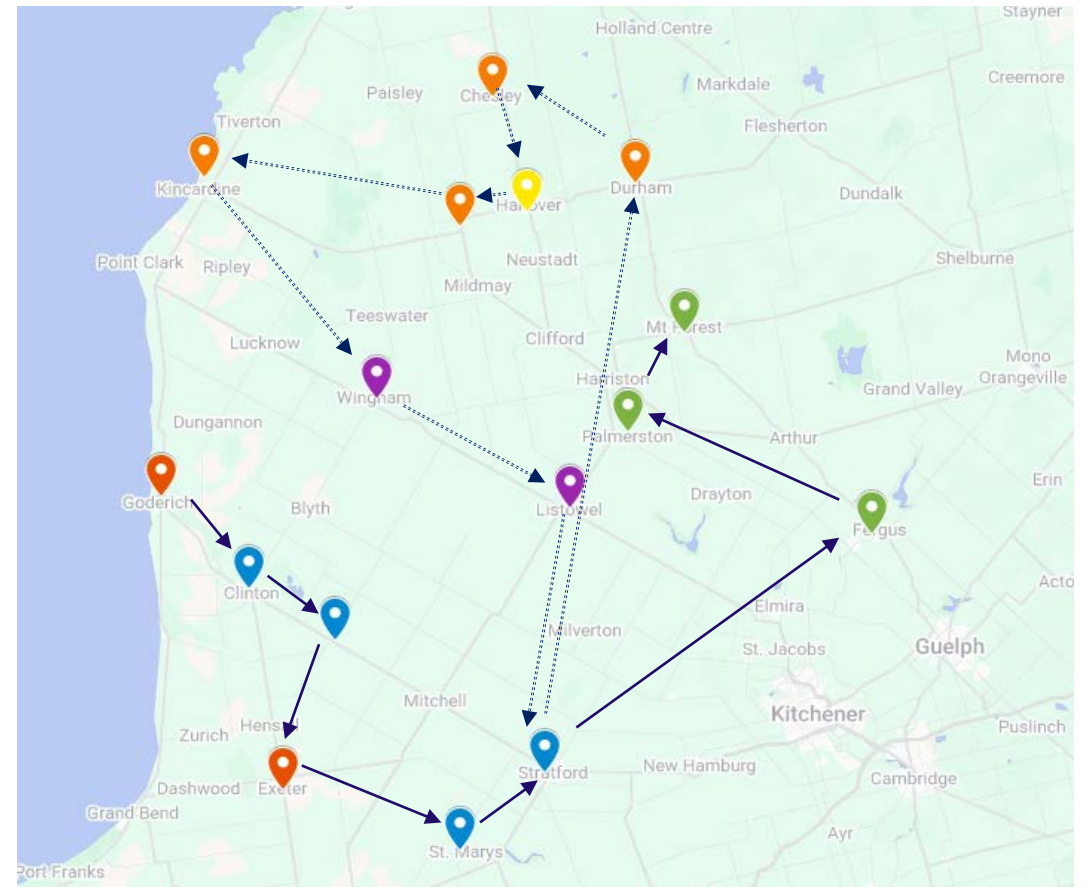 Stayner
Holland Centre
Creemore
Markdale
Paisley
Chesley
Tiverton
Flesherton
Kincardine
Durham
Dundalk
Hanover
Neustadt
Shelburne
Point Clark
Ripley
Mildmay
Teeswater
Mt Forest
Clifford
Lucknow
Mono
Orangeville
Harriston
Grand Valley
Wingham
Dungannon
Palmerston
Arthur
Erin
Drayton
Goderich
Blyth
Listowel
Fergus
Acto
Clinton
Elmira
Milverton
St. Jacobs
Guelph
Mitchell
Kitchener
Hensall
Zurich
Puslinch
Stratford
New Hamburg
Cambridge
Dashwood
Exeter
Grand Bend
Ayr
St. Marys
Port Franks